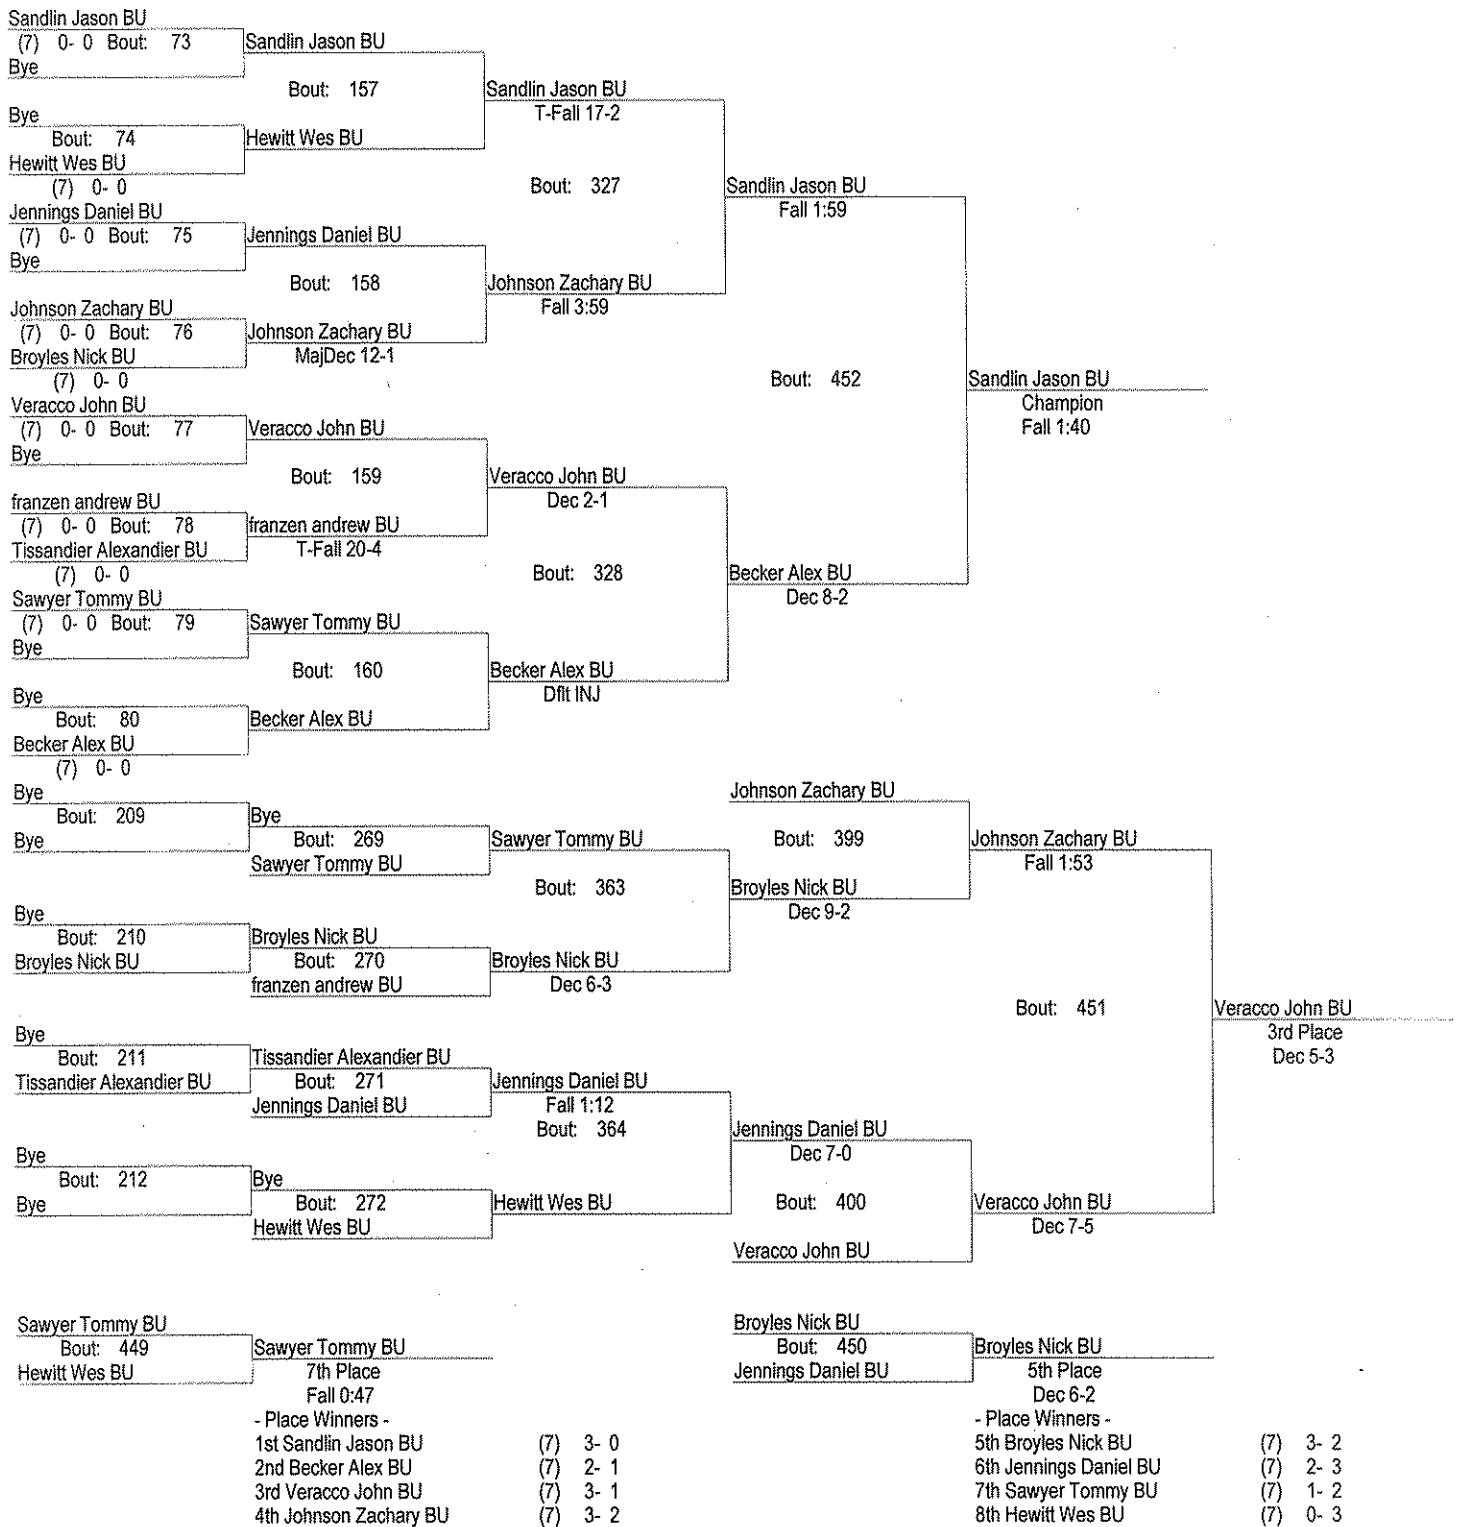 Sandlin Jason BU
(7) 0- 0 Bout: 73
Bye
Sandlin Jason BU
Bout: 157
Bye
Bout: 74
Hewitt Wes BU
(7) 0- 0
Hewitt Wes BU
Sandlin Jason BU
T-Fall 17-2
Bout: 327
Jennings Daniel BU
(7) 0- 0 Bout: 75
Bye
Jennings Daniel BU
Bout: 158
Johnson Zachary BU
(7) 0- 0 Bout: 76
Broyles Nick BU
(7) 0- 0
Johnson Zachary BU
MajDec 12-1
Johnson Zachary BU
Fall 3:59
Sandlin Jason BU
Fall 1:59
Bout: 452
Sandlin Jason BU
Champion
Fall 1:40
Veracco John BU
(7) 0- 0 Bout: 77
Bye
Veracco John BU
Bout: 159
franzen andrew BU
(7) 0- 0 Bout: 78
Tissandier Alexandier BU
(7) 0- 0
franzen andrew BU
T-Fall 20-4
Veracco John BU
Dec 2-1
Bout: 328
Sawyer Tommy BU
(7) 0- 0 Bout: 79
Bye
Sawyer Tommy BU
Bout: 160
Bye
Bout: 80
Becker Alex BU
(7) 0- 0
Becker Alex BU
Becker Alex BU
Dflt INJ
Becker Alex BU
Dec 8-2
Bye
Bout: 209
Bye
Bye
Bout: 269
Sawyer Tommy BU
Sawyer Tommy BU
Bout: 363
Bye
Bout: 210
Broyles Nick BU
Broyles Nick BU
Bout: 270
franzen andrew BU
Broyles Nick BU
Dec 6-3
Johnson Zachary BU
Bout: 399
Broyles Nick BU
Dec 9-2
Johnson Zachary BU
Fall 1:53
Bout: 451
Veracco John BU
3rd Place
Dec 5-3
Bye
Bout: 211
Tissandier Alexandier BU
Tissandier Alexandier BU
Bout: 271
Jennings Daniel BU
Jennings Daniel BU
Fall 1:12
Bout: 364
Bye
Bout: 212
Bye
Bye
Bout: 272
Hewitt Wes BU
Hewitt Wes BU
Jennings Daniel BU
Dec 7-0
Bout: 400
Veracco John BU
Veracco John BU
Dec 7-5
Sawyer Tommy BU
Bout: 449
Hewitt Wes BU
Sawyer Tommy BU
7th Place
Fall 0:47
Broyles Nick BU
Bout: 450
Jennings Daniel BU
Broyles Nick BU
5th Place
Dec 6-2
- Place Winners -
1st Sandlin Jason BU (7) 3- 0
2nd Becker Alex BU (7) 2- 1
3rd Veracco John BU (7) 3- 1
4th Johnson Zachary BU (7) 3- 2
- Place Winners -
5th Broyles Nick BU (7) 3- 2
6th Jennings Daniel BU (7) 2- 3
7th Sawyer Tommy BU (7) 1- 2
8th Hewitt Wes BU (7) 0- 3